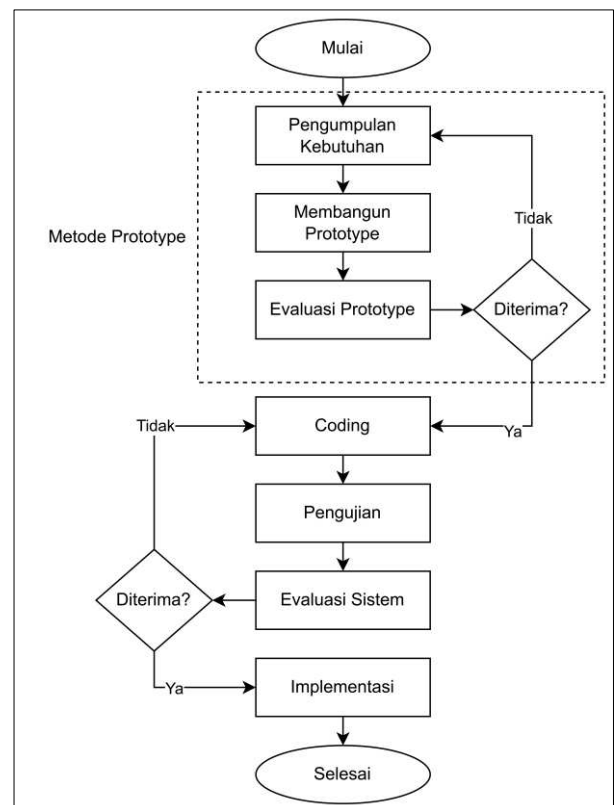 Mulai
Pengumpulan
Kebutuhan
Membangun
Prototype
Tidak
Metode Prototype
Evaluasi Prototype
Diterima?
Tidak
Coding
Ya
Pengujian
Diterima?
Evaluasi Sistem
Ya
Implementasi
Selesai